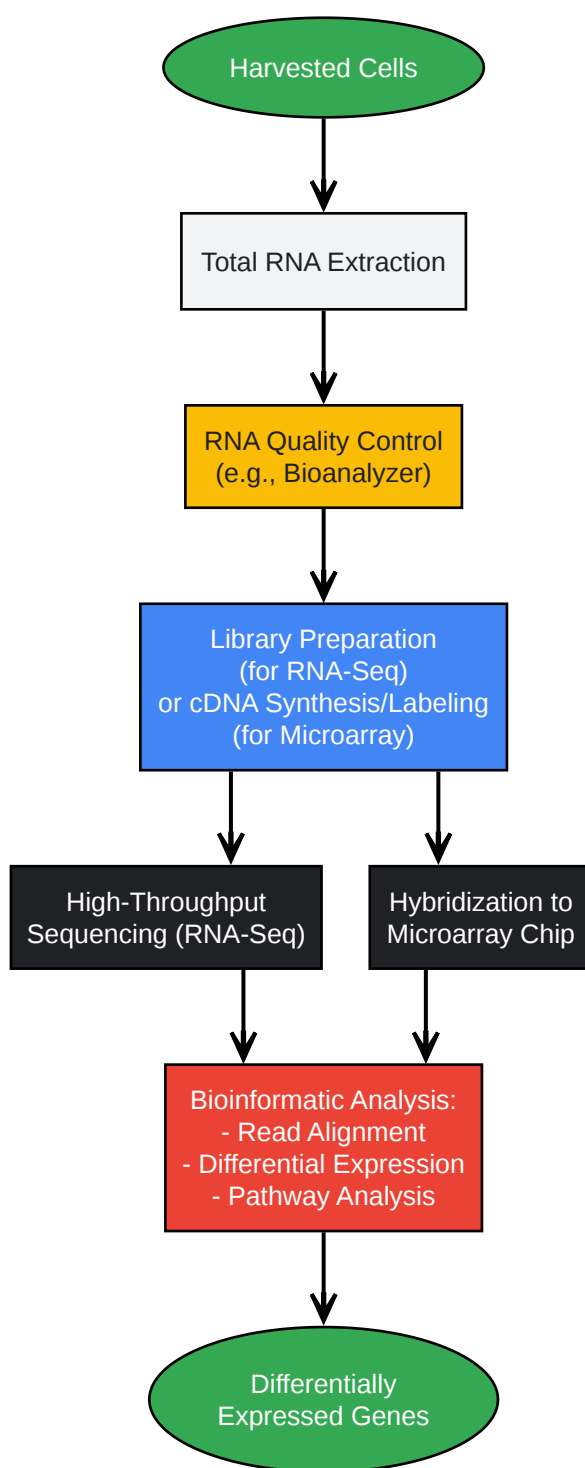 Harvested Cells
Total RNA Extraction
RNA Quality Control
(e.g., Bioanalyzer)
Library Preparation
(for RNA-Seq)
or cDNA Synthesis/Labeling
(for Microarray)
High-Throughput
Sequencing (RNA-Seq)
Hybridization to
Microarray Chip
Bioinformatic Analysis:
- Read Alignment
- Differential Expression
- Pathway Analysis
Differentially
Expressed Genes